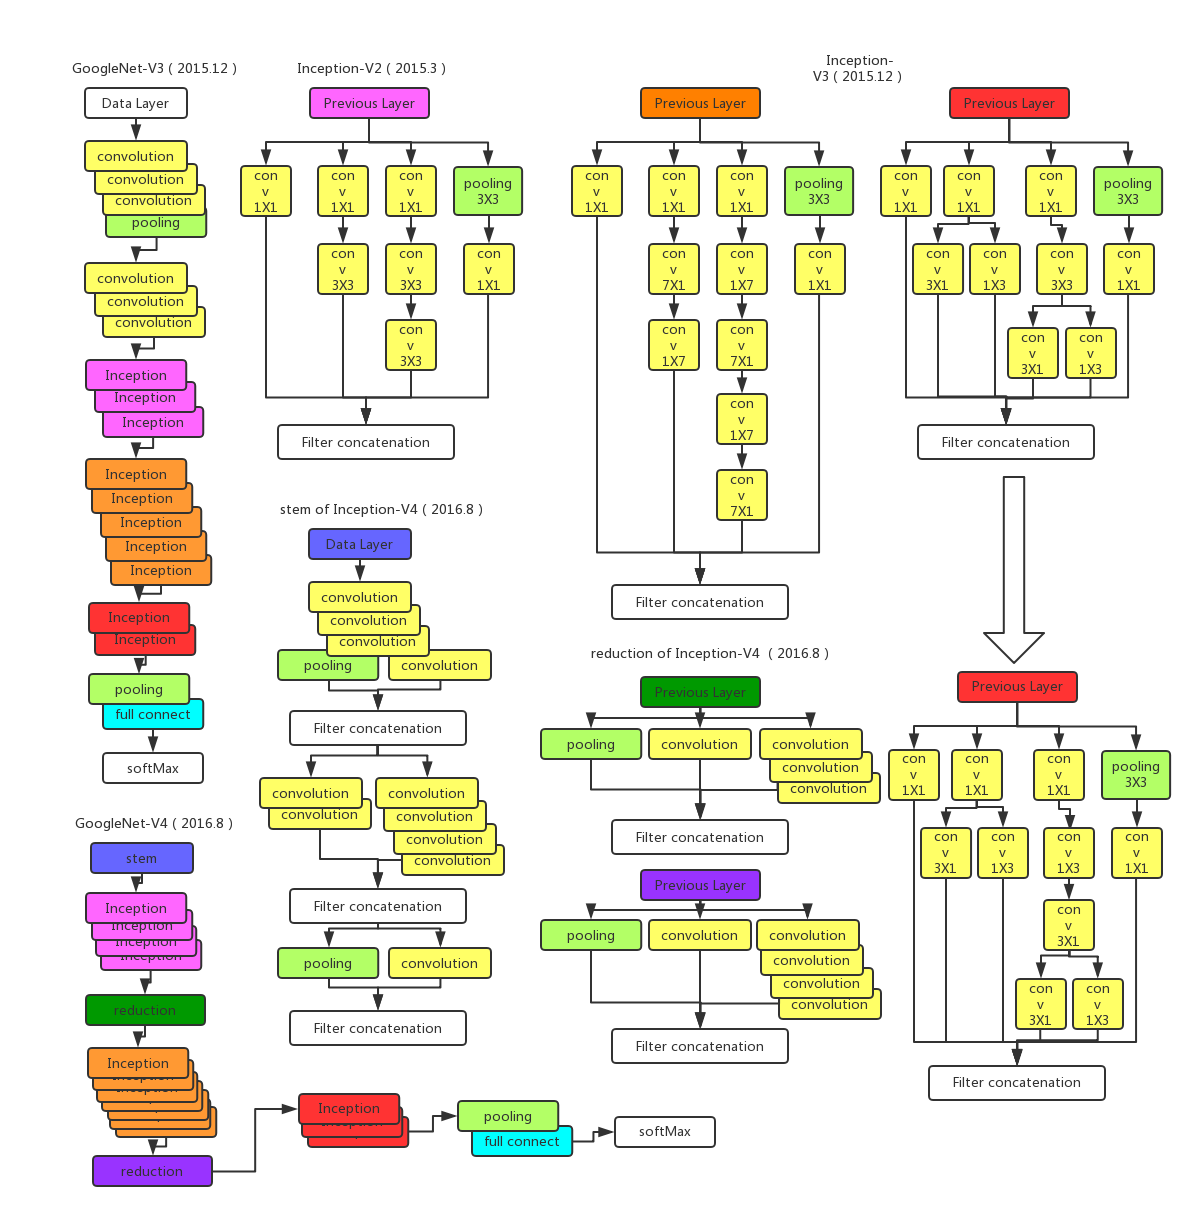 GoogleNet-V3 ( 2015.12 )
Data Layer
convolution
convolution
convolution
pooling
convolution
convolution
convolution
Inception
Inception
Inception
Inception
Inception
Inception
Inception
Inception
Inception
Inception
pooling
full connect
softMax
Inception-V2 ( 2015.3 )
Previous Layer
con
v
1X1
con
v
1X1
con
v
1X1
pooling
3X3
con
v
3X3
con
v
3X3
con
v
1X1
con
v
3X3
Filter concatenation
Inception-
V3 ( 2015.12 )
Previous Layer
con
v
1X1
con
v
1X1
con
v
1X1
pooling
3X3
con
v
7X1
con
v
1X7
con
v
1X1
con
v
1X7
con
v
7X1
con
v
1X7
con
v
7X1
Filter concatenation
Previous Layer
con
v
1X1
con
v
1X1
con
v
1X1
pooling
3X3
con
v
3X1
con
v
1X3
con
v
3X3
con
v
1X1
con
v
3X1
con
v
1X3
Filter concatenation
Previous Layer
con
v
1X1
con
v
1X1
con
v
1X1
pooling
3X3
con
v
3X1
con
v
1X3
con
v
1X3
con
v
1X1
con
v
3X1
con
v
3X1
con
v
1X3
Filter concatenation
stem of Inception-V4 ( 2016.8 )
Data Layer
convolution
convolution
convolution
pooling
convolution
Filter concatenation
convolution
convolution
convolution
convolution
convolution
convolution
Filter concatenation
pooling
convolution
Filter concatenation
reduction of Inception-V4 ( 2016.8 )
Previous Layer
pooling
convolution
convolution
convolution
convolution
Filter concatenation
Previous Layer
pooling
convolution
convolution
convolution
convolution
convolution
Filter concatenation
GoogleNet-V4 ( 2016.8 )
stem
Inception
Inception
Inception
Inception
reduction
Inception
reduction
Inception
pooling
full connect
softMax